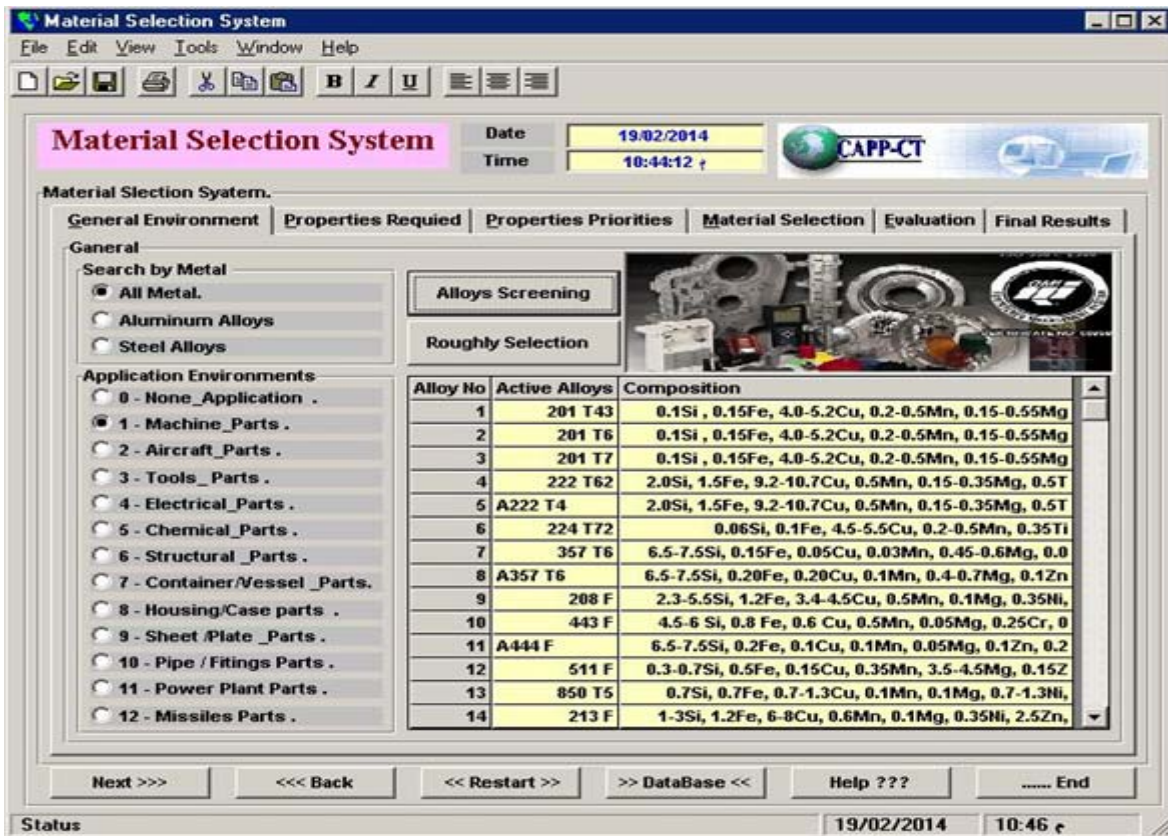 Material Selection System
File Edit View Tools Window Help
B I U
Material Selection System
Date 19/02/2014
Time 10:44:12 م
CAPP-CT
Material Slection Syatem.
General Environment Properties Requied Properties Priorities Material Selection Evaluation Final Results
Ganeral
Search by Metal
All Metal.
Aluminum Alloys
Steel Alloys
Alloys Screening
Roughly Selection
Application Environments
0 - None_Application .
1 - Machine_Parts .
2 - Aircraft_Parts .
3 - Tools_ Parts .
4 - Electrical_Parts .
5 - Chemical_Parts .
6 - Structural _Parts .
7 - Container/Vessel _Parts.
8 - Housing/Case parts .
9 - Sheet /Plate _Parts .
10 - Pipe / Fittings Parts .
11 - Power Plant Parts .
12 - Missiles Parts .
Alloy No Active Alloys Composition
1 201 T43 0.1Si , 0.15Fe, 4.0-5.2Cu, 0.2-0.5Mn, 0.15-0.55Mg
2 201 T6 0.1Si , 0.15Fe, 4.0-5.2Cu, 0.2-0.5Mn, 0.15-0.55Mg
3 201 T7 0.1Si , 0.15Fe, 4.0-5.2Cu, 0.2-0.5Mn, 0.15-0.55Mg
4 222 T62 2.0Si, 1.5Fe, 9.2-10.7Cu, 0.5Mn, 0.15-0.35Mg, 0.5T
5 A222 T4 2.0Si, 1.5Fe, 9.2-10.7Cu, 0.5Mn, 0.15-0.35Mg, 0.5T
6 224 T72 0.06Si, 0.1Fe, 4.5-5.5Cu, 0.2-0.5Mn, 0.35Ti
7 357 T6 6.5-7.5Si, 0.15Fe, 0.05Cu, 0.03Mn, 0.45-0.6Mg, 0.0
8 A357 T6 6.5-7.5Si, 0.20Fe, 0.20Cu, 0.1Mn, 0.4-0.7Mg, 0.1Zn
9 208 F 2.3-5.5Si, 1.2Fe, 3.4-4.5Cu, 0.5Mn, 0.1Mg, 0.35Ni,
10 443 F 4.5-6 Si, 0.8 Fe, 0.6 Cu, 0.5Mn, 0.05Mg, 0.25Cr, 0
11 A444 F 6.5-7.5Si, 0.2Fe, 0.1Cu, 0.1Mn, 0.05Mg, 0.1Zn, 0.2
12 511 F 0.3-0.7Si, 0.5Fe, 0.15Cu, 0.35Mn, 3.5-4.5Mg, 0.15Z
13 850 T5 0.7Si, 0.7Fe, 0.7-1.3Cu, 0.1Mn, 0.1Mg, 0.7-1.3Ni,
14 213 F 1-3Si, 1.2Fe, 6-8Cu, 0.6Mn, 0.1Mg, 0.35Ni, 2.5Zn,
Next >>> <<< Back << Restart >> >> DataBase << Help ??? ...... End
Status 19/02/2014 10:46 م